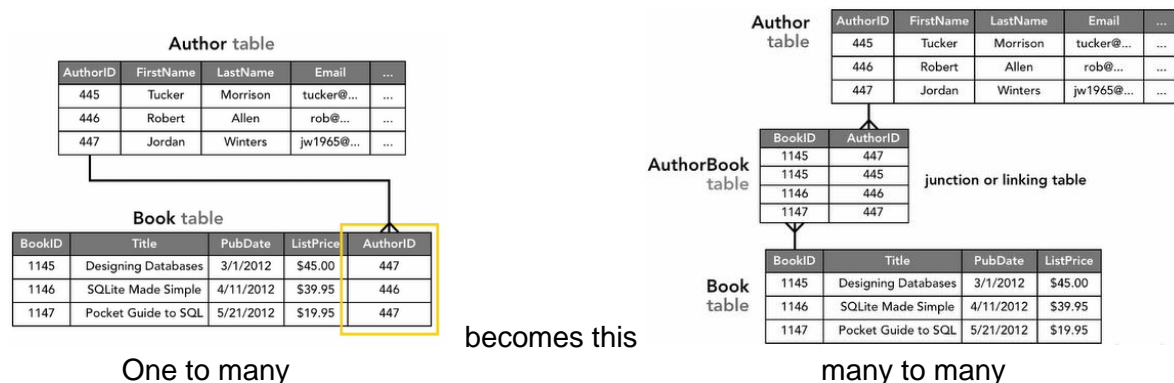 Author table
AuthorID FirstName LastName Email ...
445 Tucker Morrison tucker@... ...
446 Robert Allen rob@... ...
447 Jordan Winters jw1965@... ...
Book table
BookID Title PubDate ListPrice AuthorID
1145 Designing Databases 3/1/2012 $45.00 447
1146 SQLite Made Simple 4/11/2012 $39.95 446
1147 Pocket Guide to SQL 5/21/2012 $19.95 447
One to many
becomes this
Author
table
AuthorID FirstName LastName Email ...
445 Tucker Morrison tucker@... ...
446 Robert Allen rob@... ...
447 Jordan Winters jw1965@... ...
AuthorBook
table
BookID AuthorID
1145 447
1145 445
1146 446
1147 447
junction or linking table
Book
table
BookID Title PubDate ListPrice
1145 Designing Databases 3/1/2012 $45.00
1146 SQLite Made Simple 4/11/2012 $39.95
1147 Pocket Guide to SQL 5/21/2012 $19.95
many to many